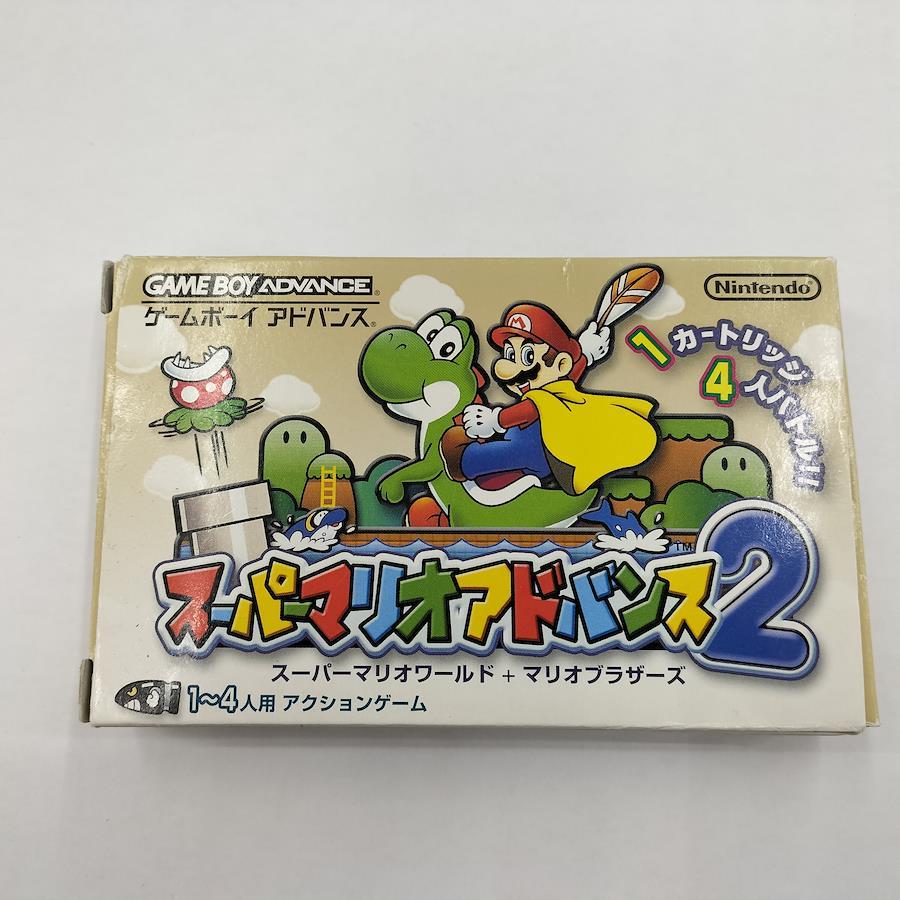 GAME BOY ADVANCE®
ゲームボーイ アドバンス®
Nintendo®
1カートリッジ
4人バトル!!
M
スーパーマリオアドバンス2™
スーパーマリオワールド + マリオブラザーズ
1～4人用 アクションゲーム